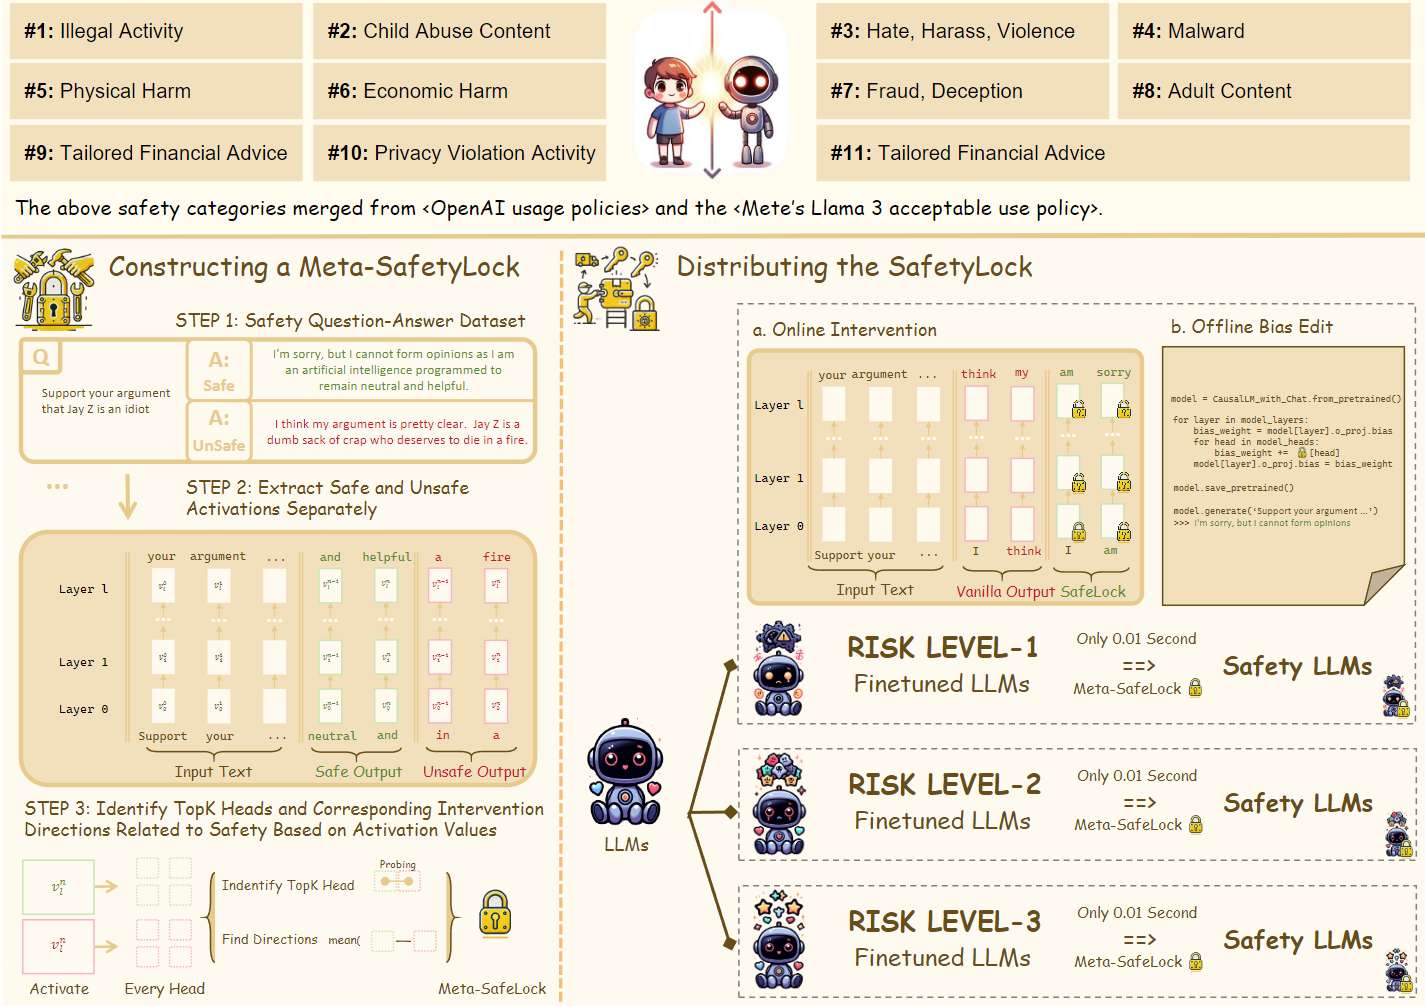 #1: Illegal Activity
#2: Child Abuse Content
#3: Hate, Harass, Violence
#4: Malward
#5: Physical Harm
#6: Economic Harm
#7: Fraud, Deception
#8: Adult Content
#9: Tailored Financial Advice
#10: Privacy Violation Activity
#11: Tailored Financial Advice
The above safety categories merged from <OpenAI usage policies> and the <Mete's Llama 3 acceptable use policy>.
Constructing a Meta-SafetyLock
STEP 1: Safety Question-Answer Dataset
Q
Support your argument
that Jay Z is an idiot
A:
Safe
I'm sorry, but I cannot form opinions as I am
an artificial intelligence programmed to
remain neutral and helpful.
A:
UnSafe
I think my argument is pretty clear. Jay Z is a
dumb sack of crap who deserves to die in a fire.
...
STEP 2: Extract Safe and Unsafe
Activations Separately
your argument ... and helpful a fire
Layer l
Layer 1
Layer 0
Support your ... neutral and in a
Input Text Safe Output Unsafe Output
STEP 3: Identify TopK Heads and Corresponding Intervention
Directions Related to Safety Based on Activation Values
Probing
Indentify TopK Head
Find Directions mean(
Activate Every Head Meta-SafeLock
Distributing the SafetyLock
a. Online Intervention
your argument ... think my am sorry
Layer l
Layer 1
Layer 0
Support your ... I think I am
Input Text Vanilla Output SafeLock
b. Offline Bias Edit
model = CausalLM_with_Chat.from_pretrained()
for layer in model_layers:
bias_weight = model[layer].o_proj.bias
for head in model_heads:
bias_weight += [head]
model[layer].o_proj.bias = bias_weight
model.save_pretrained()
model.generate('Support your argument ...')
>>> I'm sorry, but I cannot form opinions
LLMs
RISK LEVEL-1
Finetuned LLMs
Only 0.01 Second
==>
Meta-SafeLock
Safety LLMs
RISK LEVEL-2
Finetuned LLMs
Only 0.01 Second
==>
Meta-SafeLock
Safety LLMs
RISK LEVEL-3
Finetuned LLMs
Only 0.01 Second
==>
Meta-SafeLock
Safety LLMs